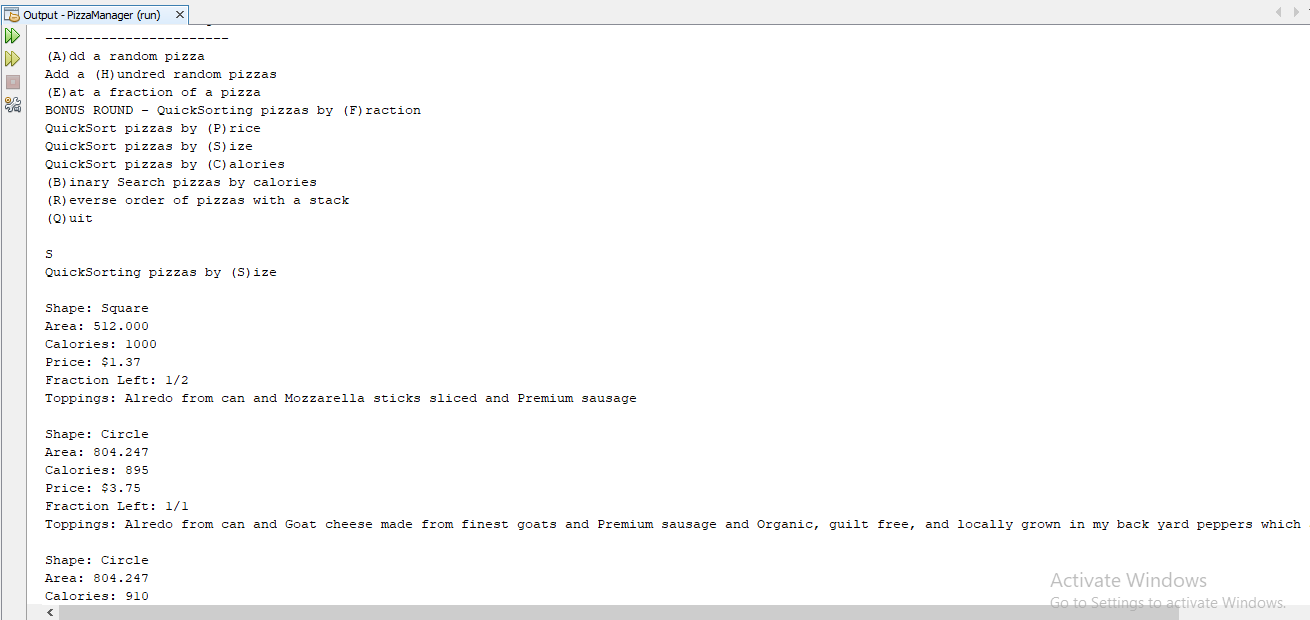 Output - PizzaManager (run)
-----------------------
(A)dd a random pizza
Add a (H)undred random pizzas
(E)at a fraction of a pizza
BONUS ROUND - QuickSorting pizzas by (F)raction
QuickSort pizzas by (P)rice
QuickSort pizzas by (S)ize
QuickSort pizzas by (C)alories
(B)inary Search pizzas by calories
(R)everse order of pizzas with a stack
(Q)uit
S
QuickSorting pizzas by (S)ize
Shape: Square
Area: 512.000
Calories: 1000
Price: $1.37
Fraction Left: 1/2
Toppings: Alredo from can and Mozzarella sticks sliced and Premium sausage
Shape: Circle
Area: 804.247
Calories: 895
Price: $3.75
Fraction Left: 1/1
Toppings: Alredo from can and Goat cheese made from finest goats and Premium sausage and Organic, guilt free, and locally grown in my back yard peppers which
Shape: Circle
Area: 804.247
Calories: 910
Activate Windows
Go to Settings to activate Windows.